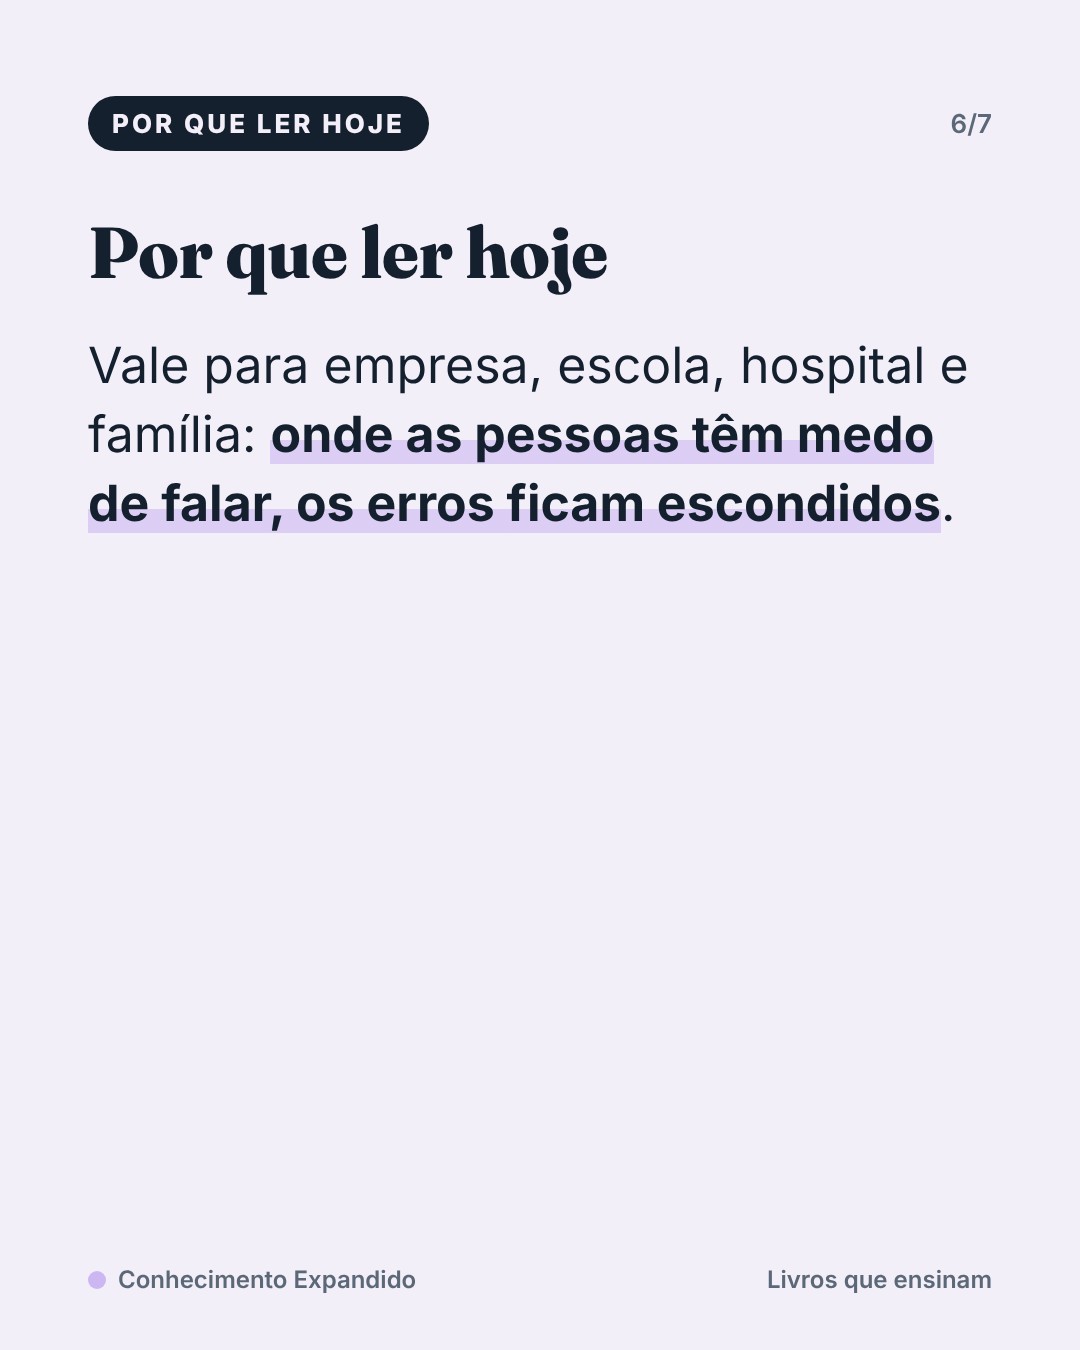 POR QUE LER HOJE
6/7
Por que ler hoje
Vale para empresa, escola, hospital e
família: onde as pessoas têm medo
de falar, os erros ficam escondidos.
Conhecimento Expandido
Livros que ensinam